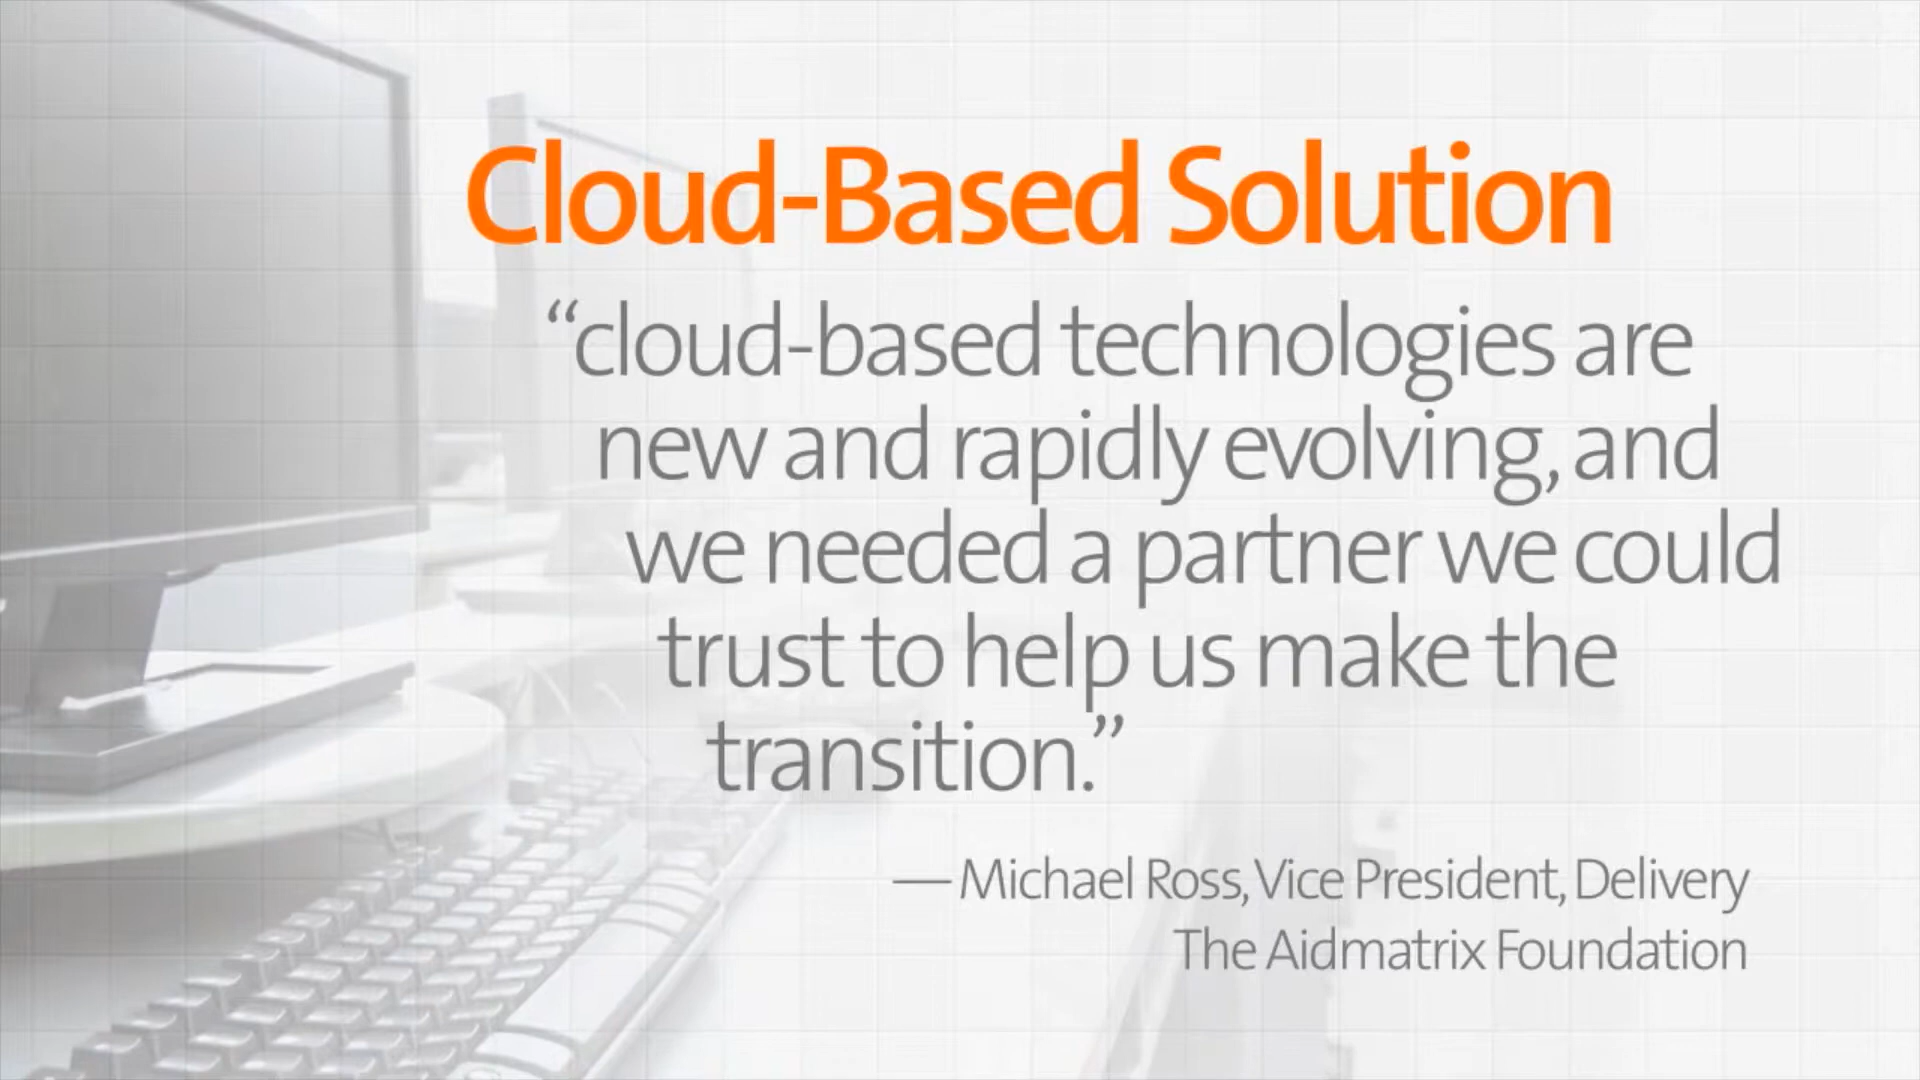 Cloud-Based Solution
“cloud-based technologies are
new and rapidly evolving, and
we needed a partner we could
trust to help us make the
transition.”
— Michael Ross, Vice President, Delivery
The Aidmatrix Foundation